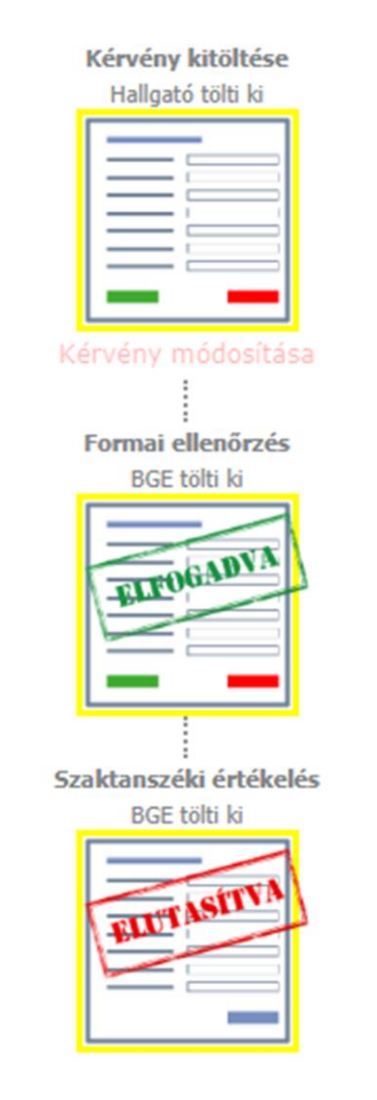 Kérvény kitöltése
Hallgató tölti ki
Kérvény módosítása
Formai ellenőrzés
BGE tölti ki
ELFOGADVA
Szaktanszéki értékelés
BGE tölti ki
ELUTASÍTVA